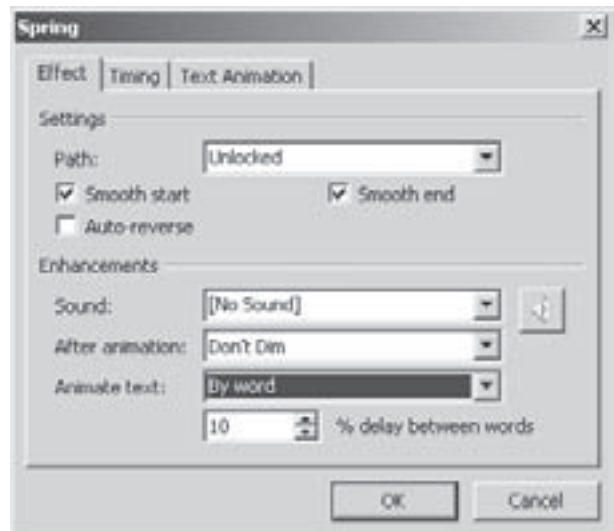 Spring
Effect Timing Text Animation
Settings
Path: Unlocked
Smooth start Smooth end
Auto-reverse
Enhancements
Sound: [No Sound]
After animation: Don't Dim
Animate text: By word
10 % delay between words
OK Cancel